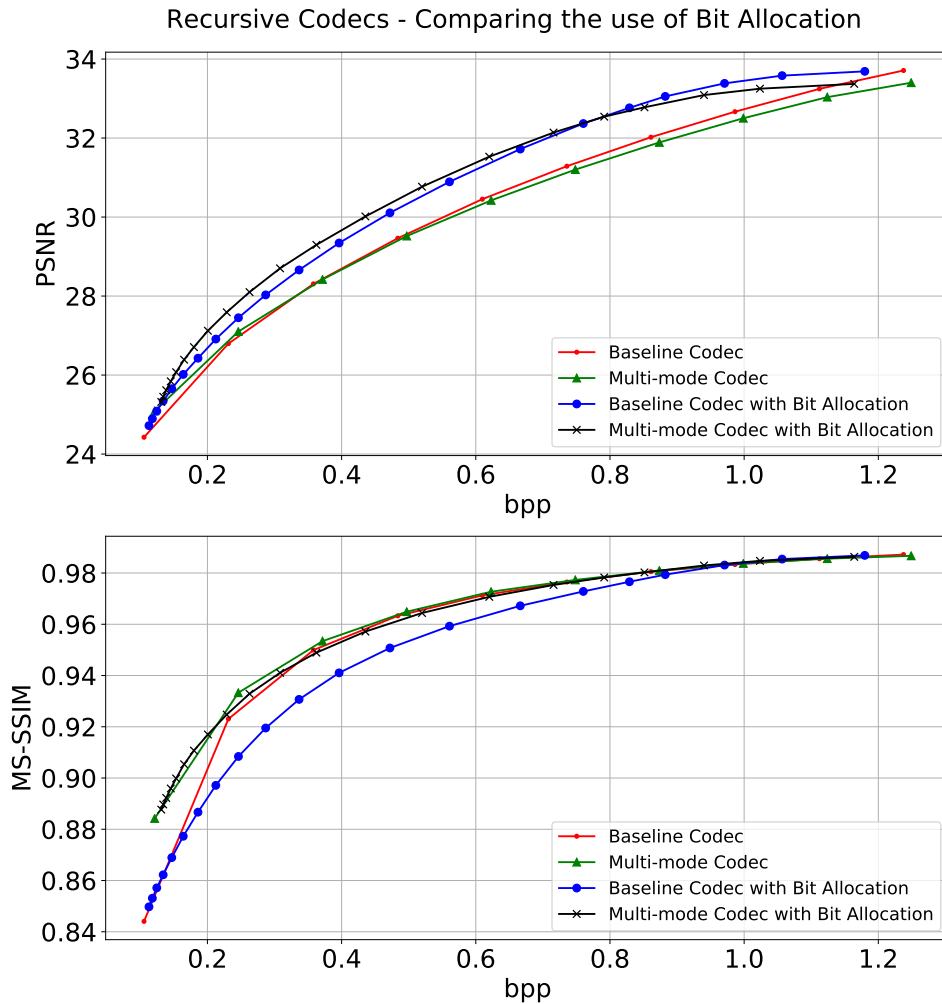 Recursive Codecs - Comparing the use of Bit Allocation
34
32
30
28
26
24
PSNR
Baseline Codec
Multi-mode Codec
Baseline Codec with Bit Allocation
Multi-mode Codec with Bit Allocation
0.2 0.4 0.6 0.8 1.0 1.2
bpp
0.98
0.96
0.94
0.92
0.90
0.88
0.86
0.84
MS-SSIM
Baseline Codec
Multi-mode Codec
Baseline Codec with Bit Allocation
Multi-mode Codec with Bit Allocation
0.2 0.4 0.6 0.8 1.0 1.2
bpp